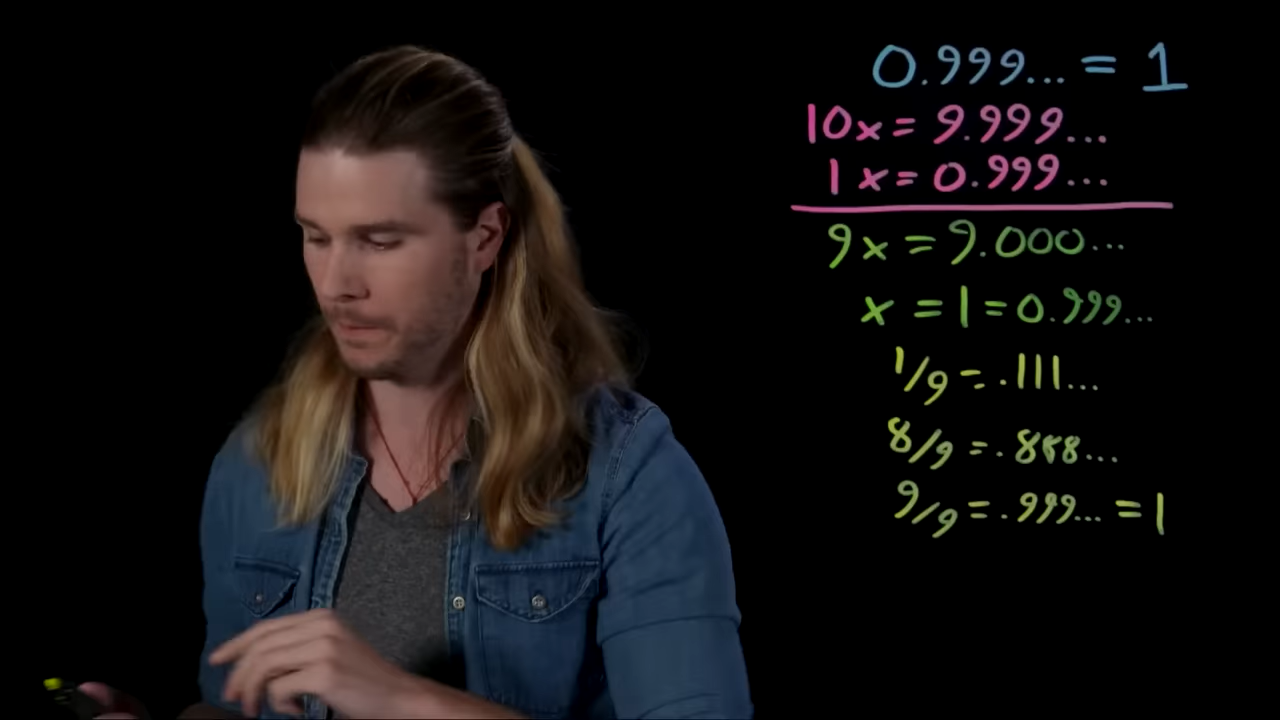 0.999... = 1
10x = 9.999...
1x = 0.999...
9x = 9.000...
x = 1 = 0.999...
1/9 = .111...
8/9 = .888...
9/9 = .999... = 1